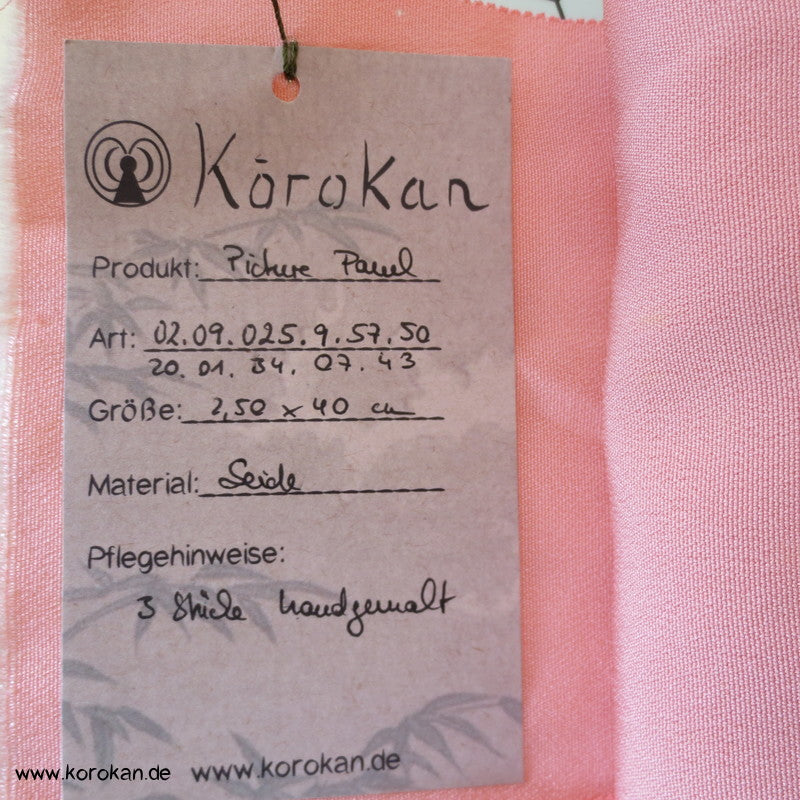 Kōrokan
Produkt: Picture Panel
Art: 02.09.025.9.57.50
20.01.34.07.43
Größe: 2,50 x 40 cm
Material: Seide
Pflegehinweise:
3 Stücke handgemalt
www.korokan.de
www.korokan.de